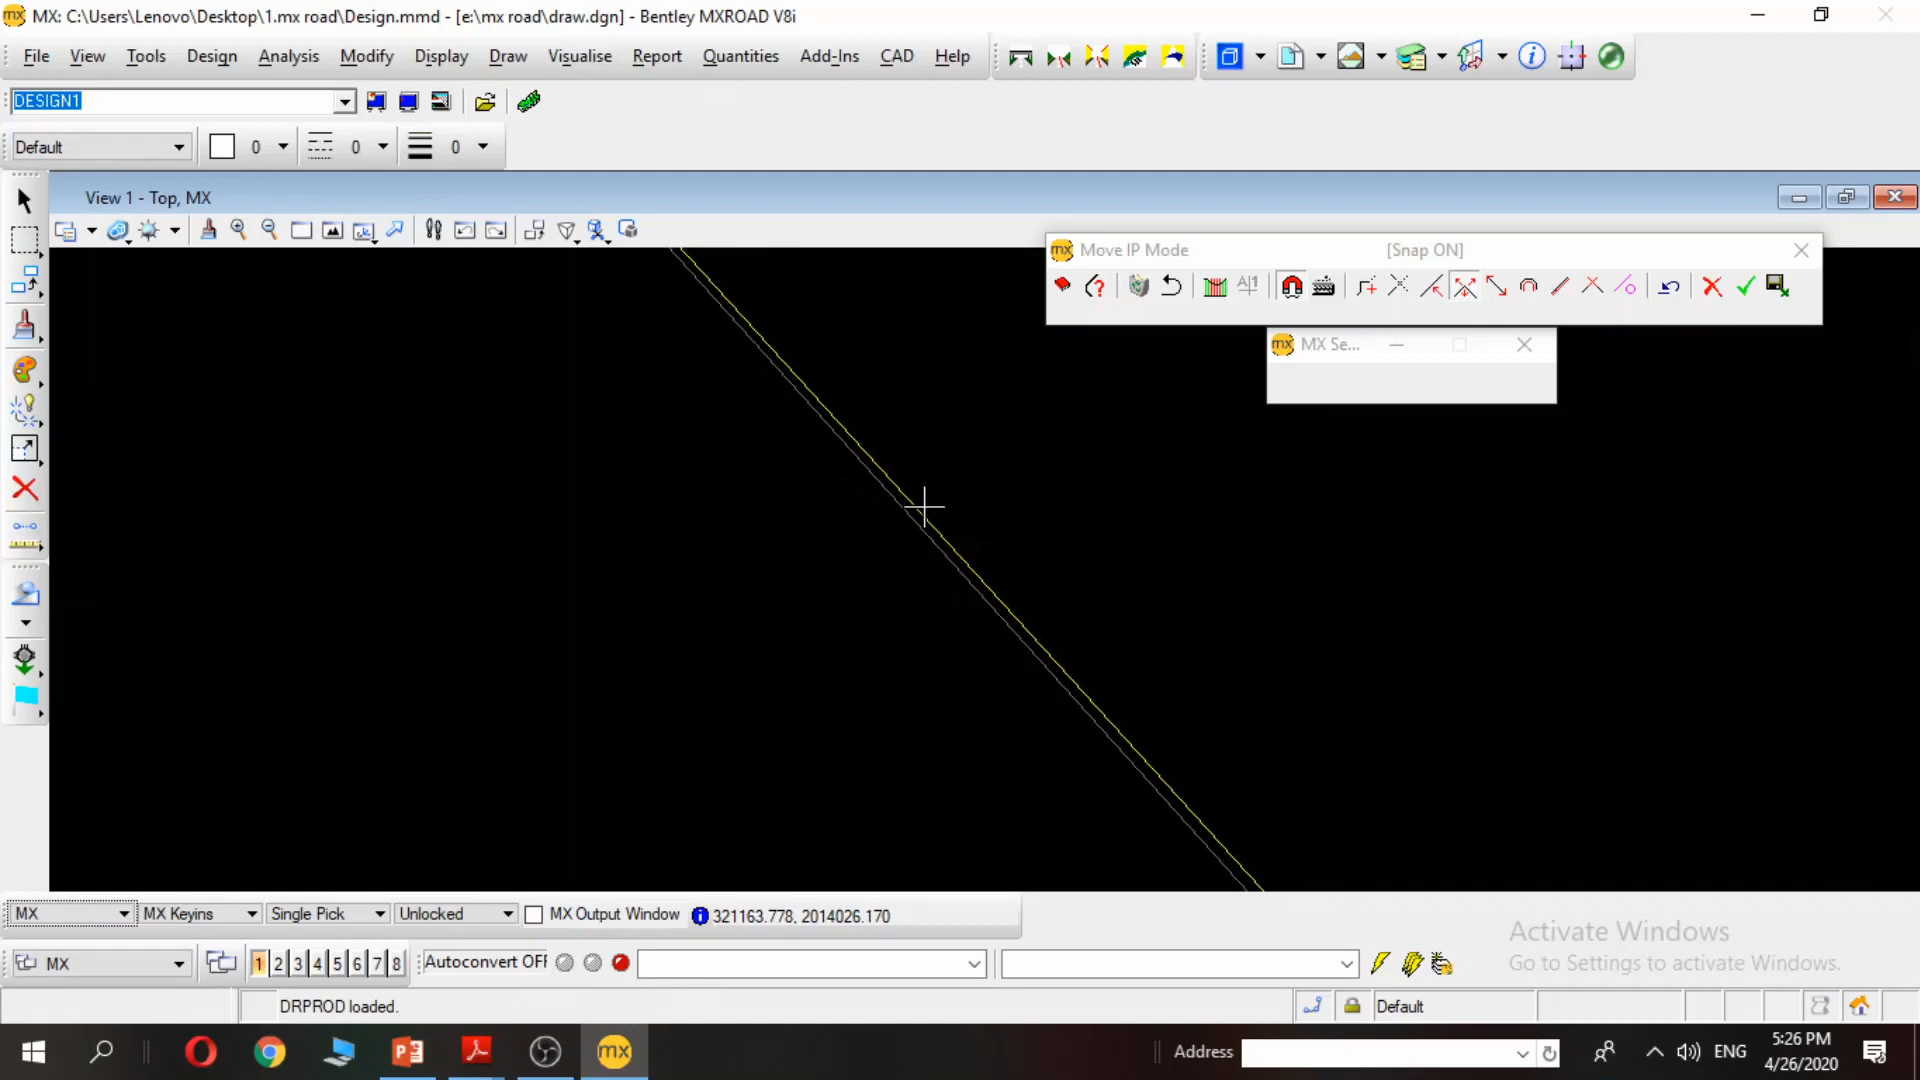 MX: C:\Users\Lenovo\Desktop\1.mx road\Design.mmd - [e:\mx road\draw.dgn] - Bentley MXROAD V8i
File View Tools Design Analysis Modify Display Draw Visualise Report Quantities Add-Ins CAD Help
DESIGN1
Default 0 0 0
View 1 - Top, MX
Move IP Mode [Snap ON]
MX Se...
MX MX Keyins Single Pick Unlocked MX Output Window 321163.778, 2014026.170
Activate Windows
Go to Settings to activate Windows.
MX 1 2 3 4 5 6 7 8 Autoconvert OFF
DRPROD loaded. Default
Address ENG
5:26 PM
4/26/2020